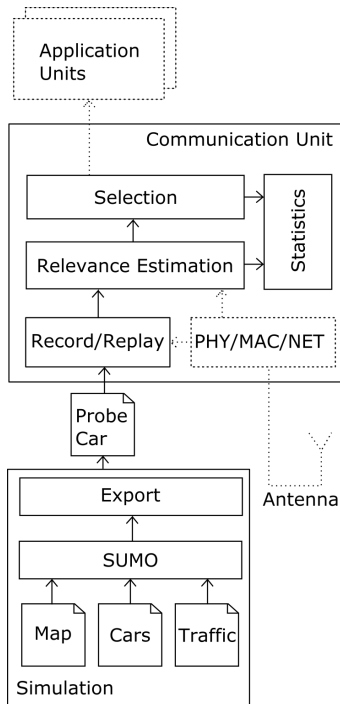 Application
Units
Communication Unit
Selection
Statistics
Relevance Estimation
Record/Replay
PHY/MAC/NET
Probe
Car
Antenna
Export
SUMO
Map
Cars
Traffic
Simulation